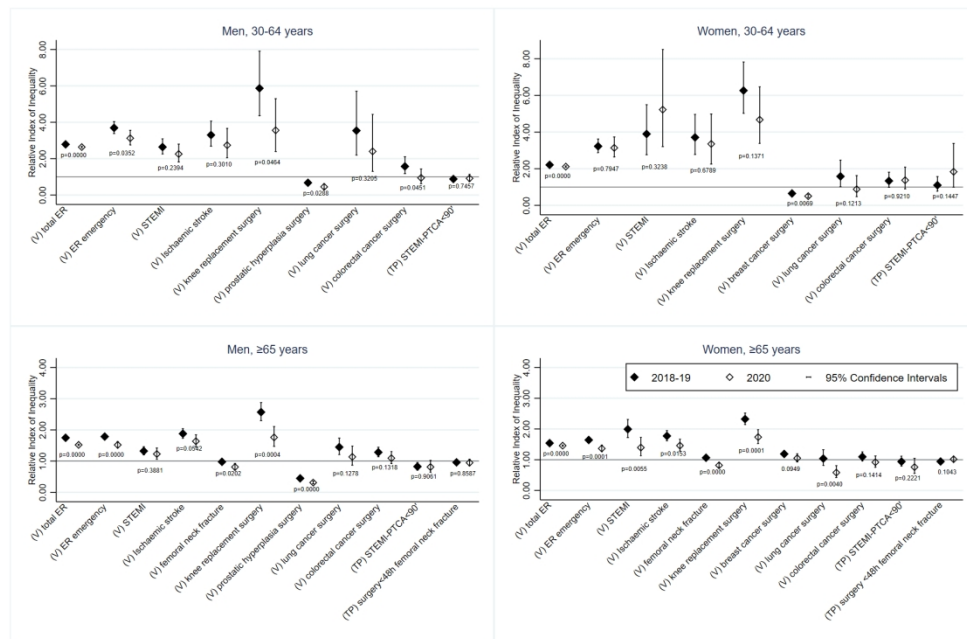 Men, 30-64 years
Relative Index of Inequality
8.00
6.00
4.00
2.00
0.00
p=0.0000
p=0.0352
p=0.2394
p=0.3010
p=0.0464
p=0.0288
p=0.3205
p=0.0451
p=0.7457
(V) total ER
(V) ER emergency
(V) STEMI
(V) Ischaemic stroke
(V) knee replacement surgery
(V) prostatic hyperplasia surgery
(V) lung cancer surgery
(V) colorectal cancer surgery
(TP) STEMI-PTCA<90'
Women, 30-64 years
Relative Index of Inequality
8.00
6.00
4.00
2.00
0.00
p=0.0000
p=0.7947
p=0.3238
p=0.6789
p=0.1371
p=0.0069
p=0.1213
p=0.9210
p=0.1447
(V) total ER
(V) ER emergency
(V) STEMI
(V) Ischaemic stroke
(V) knee replacement surgery
(V) breast cancer surgery
(V) lung cancer surgery
(V) colorectal cancer surgery
(TP) STEMI-PTCA<90'
Men, ≥65 years
Relative Index of Inequality
4.00
3.00
2.00
1.00
0.00
p=0.0000
p=0.0000
p=0.3881
p=0.0542
p=0.0202
p=0.0004
p=0.0000
p=0.1278
p=0.1318
p=0.9061
p=0.8587
(V) total ER
(V) ER emergency
(V) STEMI
(V) Ischaemic stroke
(V) femoral neck fracture
(V) knee replacement surgery
(V) prostatic hyperplasia surgery
(V) lung cancer surgery
(V) colorectal cancer surgery
(TP) STEMI-PTCA<90'
(TP) surgery<48h femoral neck fracture
Women, ≥65 years
2018-19
2020
95% Confidence Intervals
Relative Index of Inequality
4.00
3.00
2.00
1.00
0.00
p=0.0000
p=0.0001
p=0.0055
p=0.0153
p=0.0000
p=0.0001
0.0949
p=0.0040
p=0.1414
p=0.2221
0.1043
(V) total ER
(V) ER emergency
(V) STEMI
(V) Ischaemic stroke
(V) femoral neck fracture
(V) knee replacement surgery
(V) breast cancer surgery
(V) lung cancer surgery
(V) colorectal cancer surgery
(TP) STEMI-PTCA<90'
(TP) surgery<48h femoral neck fracture